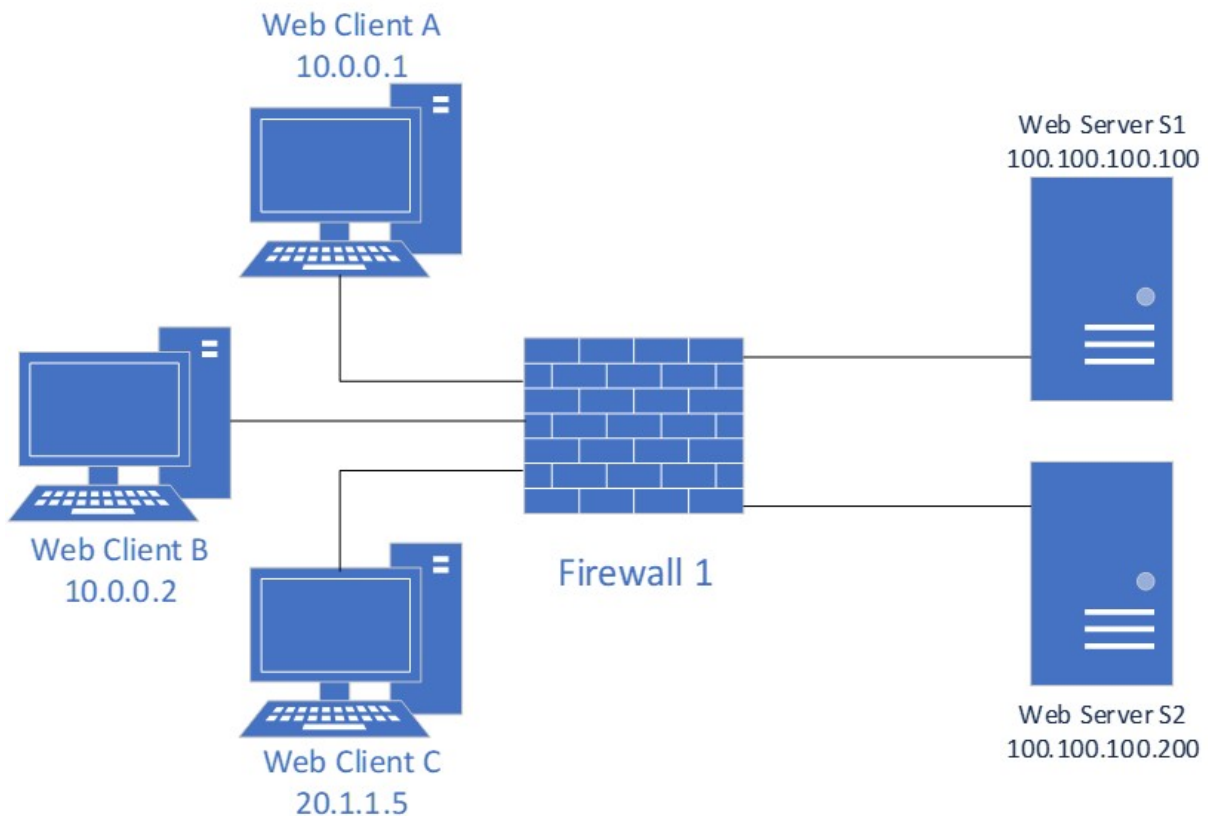 Web Client A
10.0.0.1
Web Server S1
100.100.100.100
Web Client B
10.0.0.2
Firewall 1
Web Client C
20.1.1.5
Web Server S2
100.100.100.200